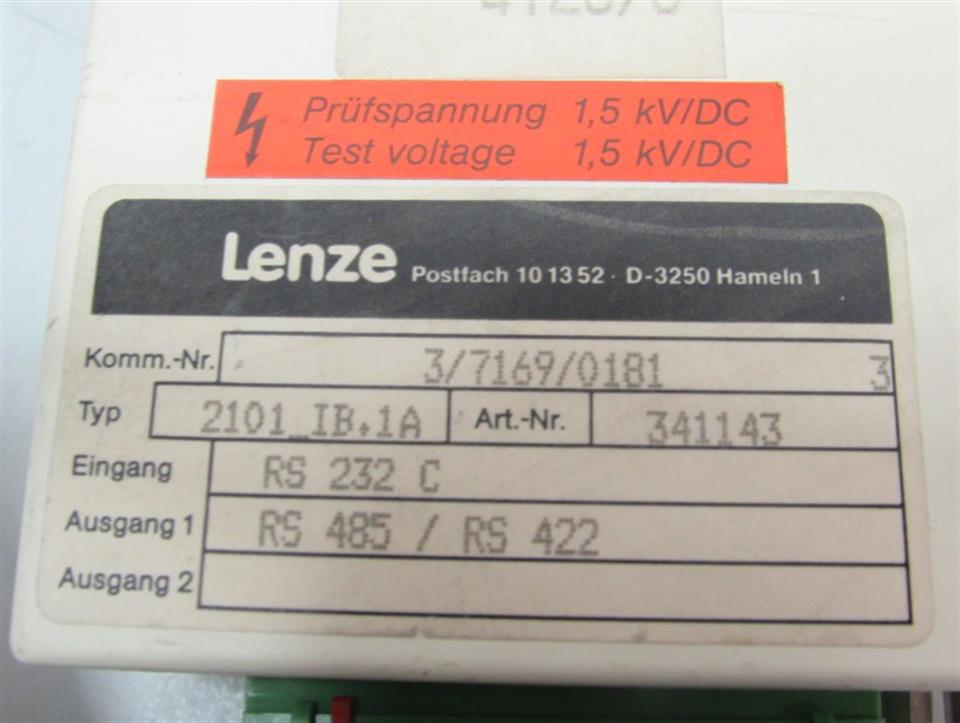 Prüfspannung 1,5 kV/DC
Test voltage 1,5 kV/DC
Lenze Postfach 10 13 52 · D-3250 Hameln 1
Komm.-Nr. 3/7169/0181 3
Typ 2101_IB.1A Art.-Nr. 341143
Eingang RS 232 C
Ausgang 1 RS 485 / RS 422
Ausgang 2